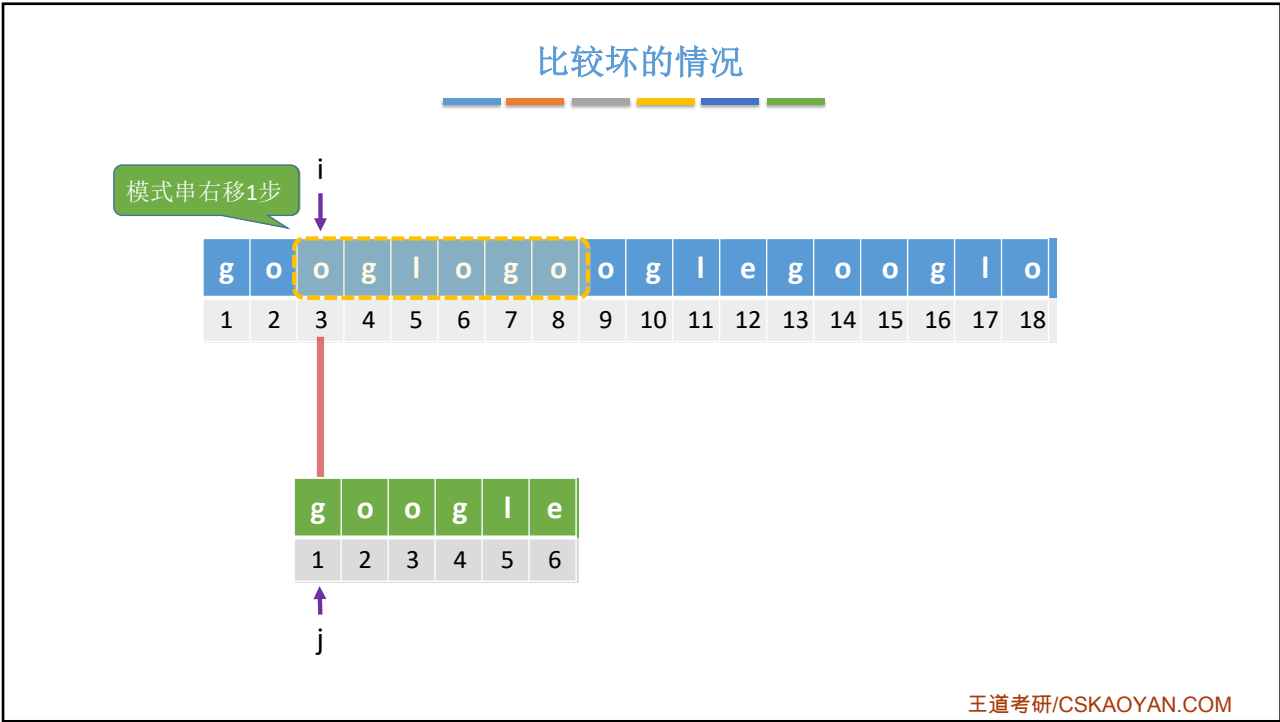 比较坏的情况
i
模式串右移1步
g o o g l o g o o g l e g o o g l o
1 2 3 4 5 6 7 8 9 10 11 12 13 14 15 16 17 18
g o o g l e
1 2 3 4 5 6
j
王道考研/CSKAOYAN.COM